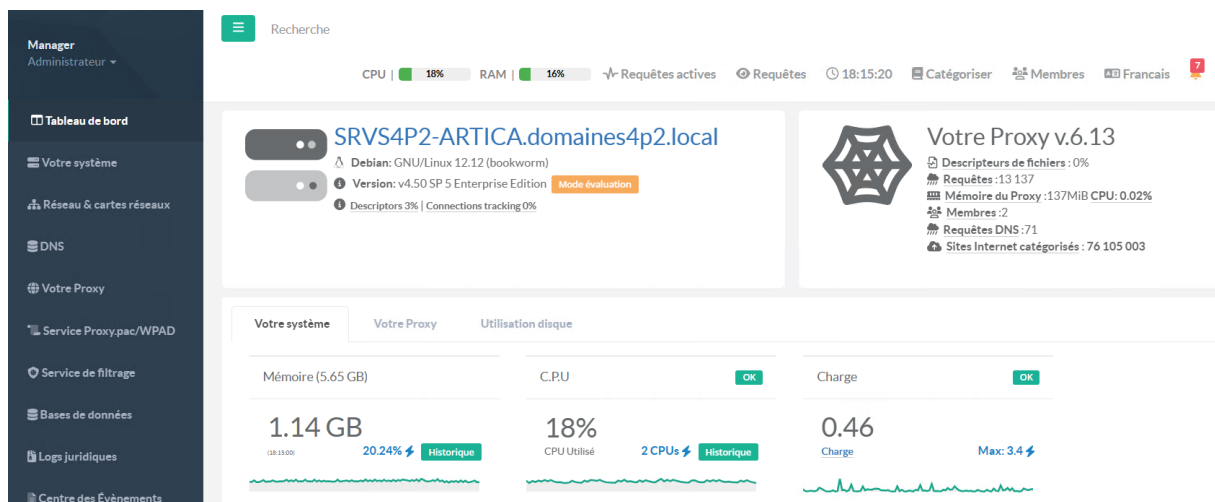 Manager
Administrateur
Tableau de bord
Votre système
Réseau & cartes réseaux
DNS
Votre Proxy
Service Proxy.pac/WPAD
Service de filtrage
Bases de données
Logs juridiques
Centre des Évènements
Recherche
CPU | 18% RAM | 16% Requêtes actives Requêtes 18:15:20 Catégoriser Membres Francais 7
SRVS4P2-ARTICA.domaines4p2.local
Debian: GNU/Linux 12.12 (bookworm)
Version: v4.50 SP 5 Enterprise Edition Mode évaluation
Descriptors 3% | Connections tracking 0%
Votre Proxy v.6.13
Descripteurs de fichiers : 0%
Requêtes :13 137
Mémoire du Proxy :137MiB CPU: 0.02%
Membres :2
Requêtes DNS :71
Sites Internet catégorisés : 76 105 003
Votre système Votre Proxy Utilisation disque
Mémoire (5.65 GB)
1.14 GB
(18:15:00) 20.24% Historique
C.P.U OK
18%
CPU Utilisé 2 CPUs Historique
Charge OK
0.46
Charge Max: 3.4